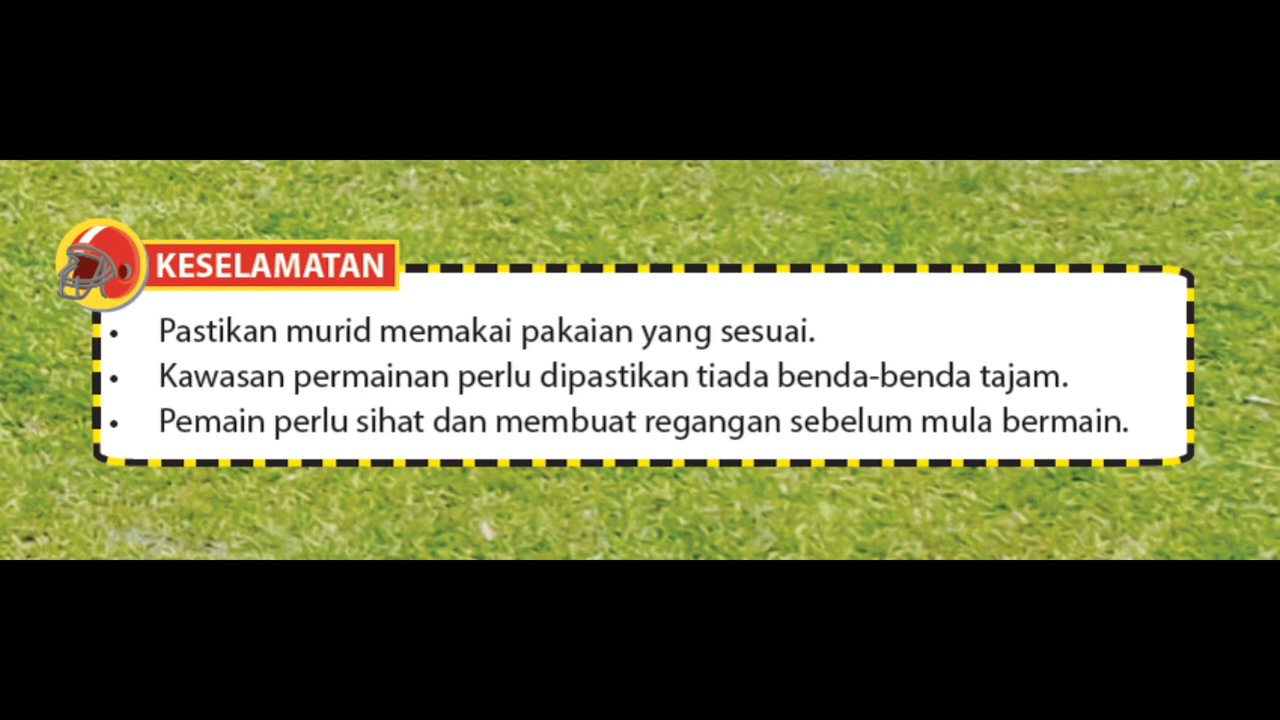 KESELAMATAN
• Pastikan murid memakai pakaian yang sesuai.
• Kawasan permainan perlu dipastikan tiada benda-benda tajam.
• Pemain perlu sihat dan membuat regangan sebelum mula bermain.